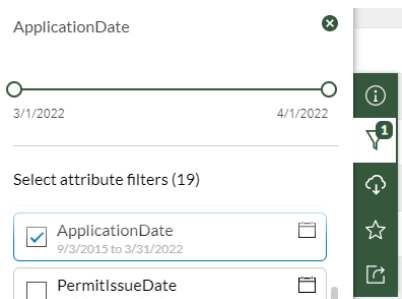 ApplicationDate
3/1/2022 4/1/2022
1
Select attribute filters (19)
ApplicationDate
9/3/2015 to 3/31/2022
PermitIssueDate